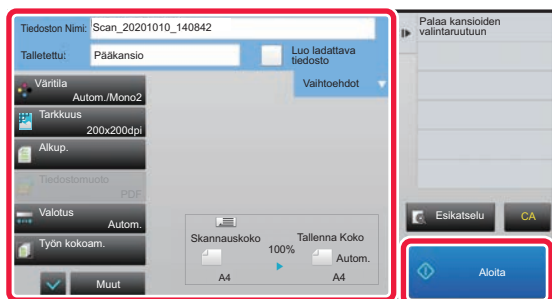 Tiedoston Nimi: Scan_20201010_140842
Talletettu: Pääkansio
Luo ladattava
tiedosto
Vaihtoehdot
Väritila
Autom./Mono2
Tarkkuus
200x200dpi
Alkup.
Tiedostomuoto
PDF
Valotus
Autom.
Työn kokoam.
Muut
Skannauskoko
A4
100%
Tallenna Koko
Autom.
A4
Palaa kansioiden
valintaruutuun
Esikatselu
CA
Aloita